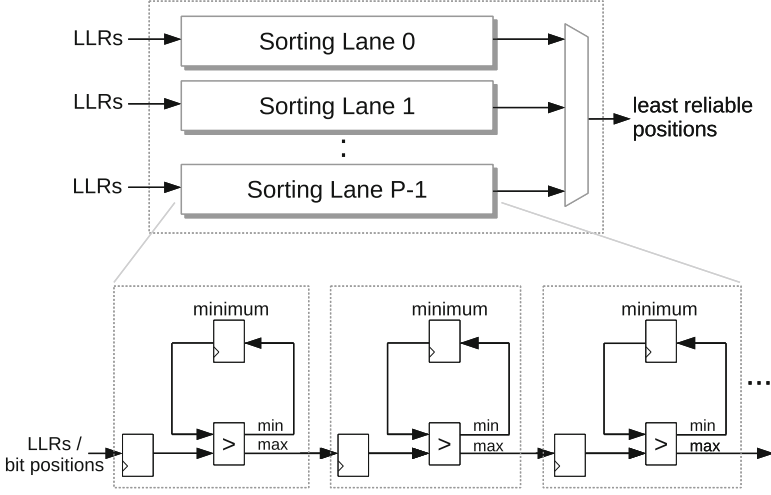 LLRs
Sorting Lane 0
LLRs
Sorting Lane 1
least reliable
positions
LLRs
Sorting Lane P-1
minimum
minimum
minimum
min
max
min
max
min
max
>
>
>
LLRs /
bit positions